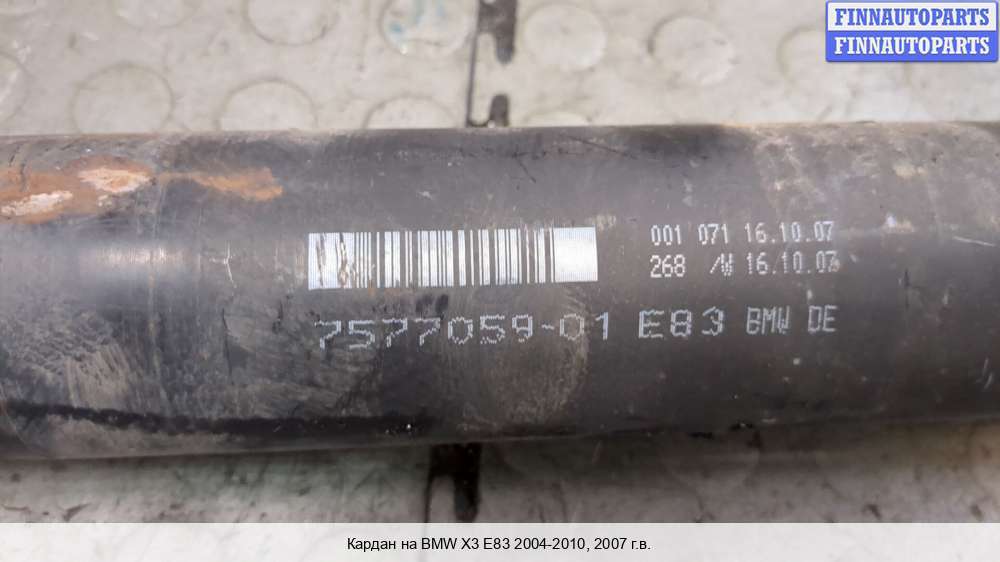 FINNAUTOPARTS
FINNAUTOPARTS
001 071 16.10.07
268 /W 16.10.07
7577059-01 E83 BMW DE
Кардан на BMW X3 E83 2004-2010, 2007 г.в.